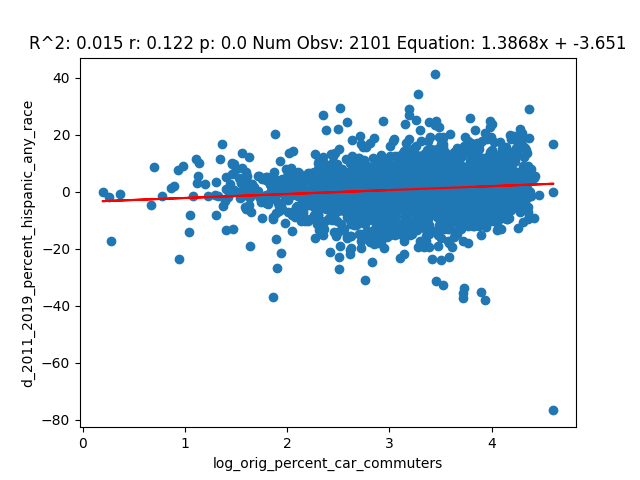 R^2: 0.015 r: 0.122 p: 0.0 Num Obsv: 2101 Equation: 1.3868x + -3.651
d_2011_2019_percent_hispanic_any_race
40
20
0
−20
−40
−60
−80
0 1 2 3 4
log_orig_percent_car_commuters